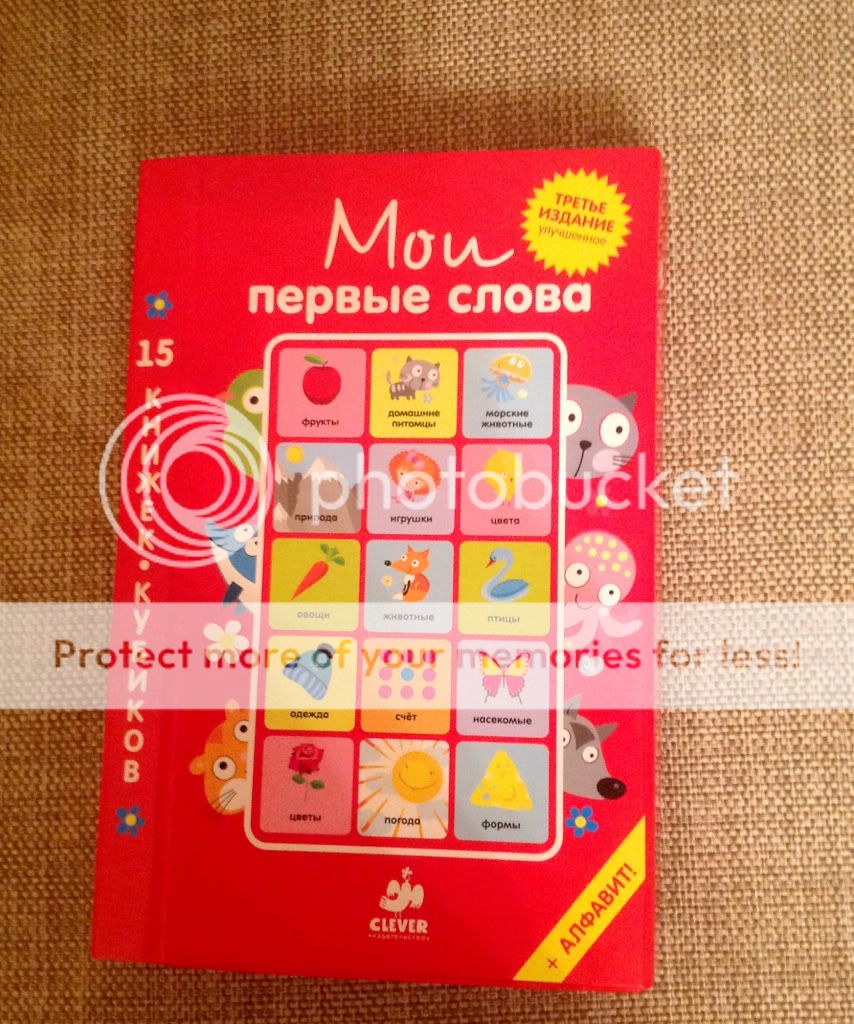 Мои
первые слова
ТРЕТЬЕ
ИЗДАНИЕ
улучшенное
15 КНИЖЕК • КУБИКОВ
фрукты
домашние
питомцы
морские
животные
природа
игрушки
цвета
овощи
животные
птицы
одежда
счёт
насекомые
цветы
погода
формы
CLEVER
•издательство•
+ АЛФАВИТ!
photobucket
Protect more of your memories for less!